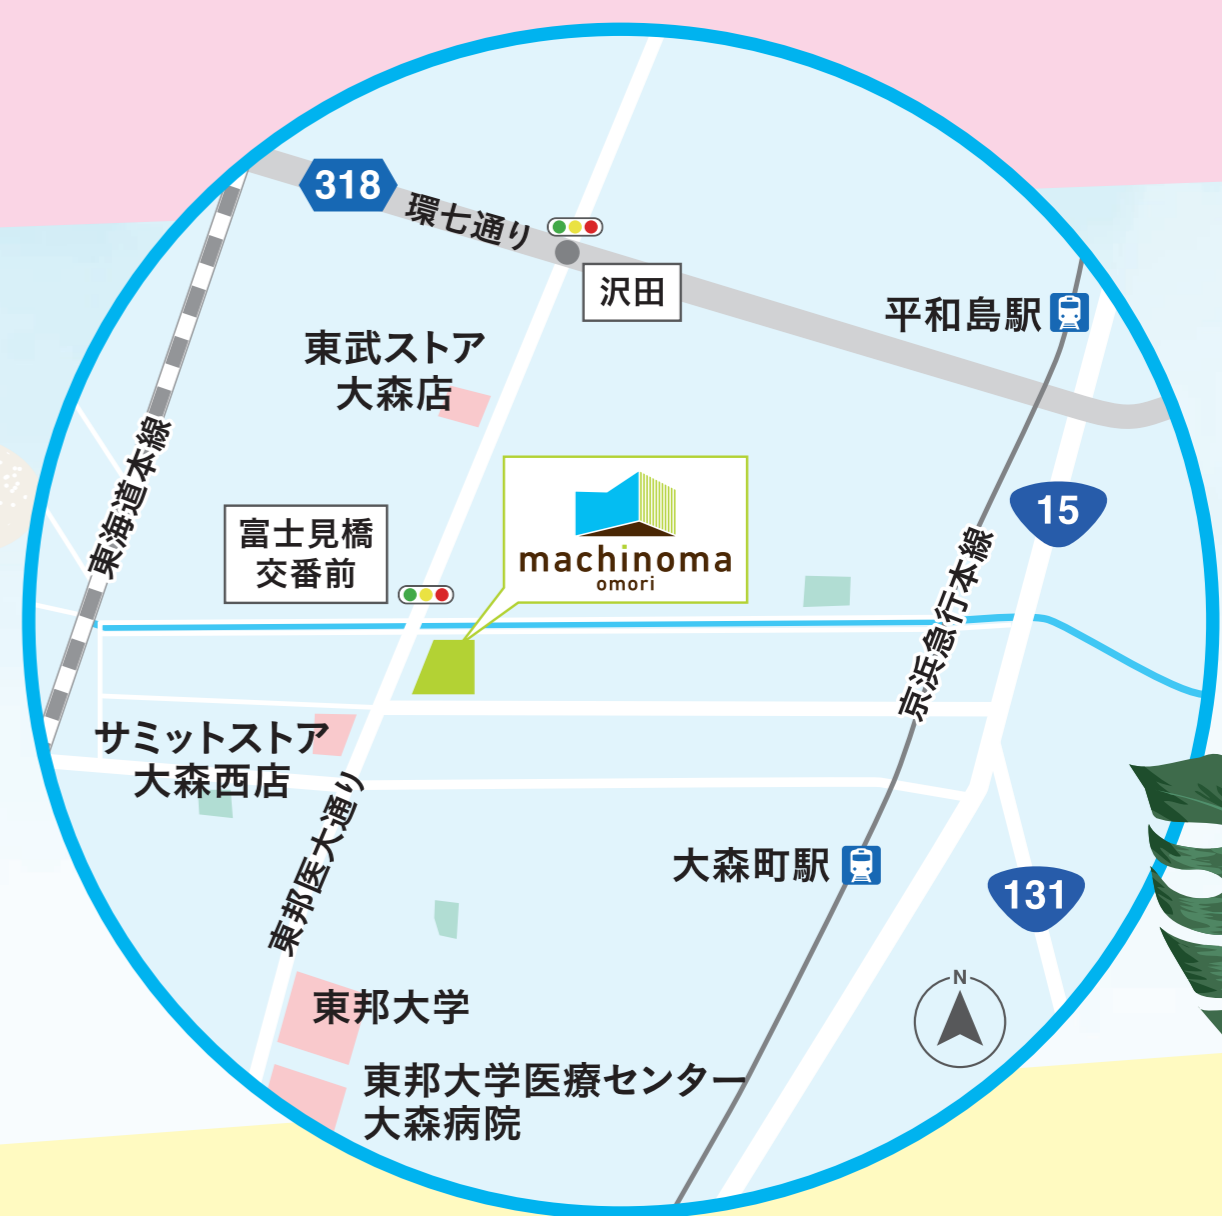 318
環七通り
沢田
平和島駅
東武ストア
大森店
東海道本線
15
machinoma
omori
富士見橋
交番前
京浜急行本線
サミットストア
大森西店
東邦医大通り
大森町駅
131
N
東邦大学
東邦大学医療センター
大森病院